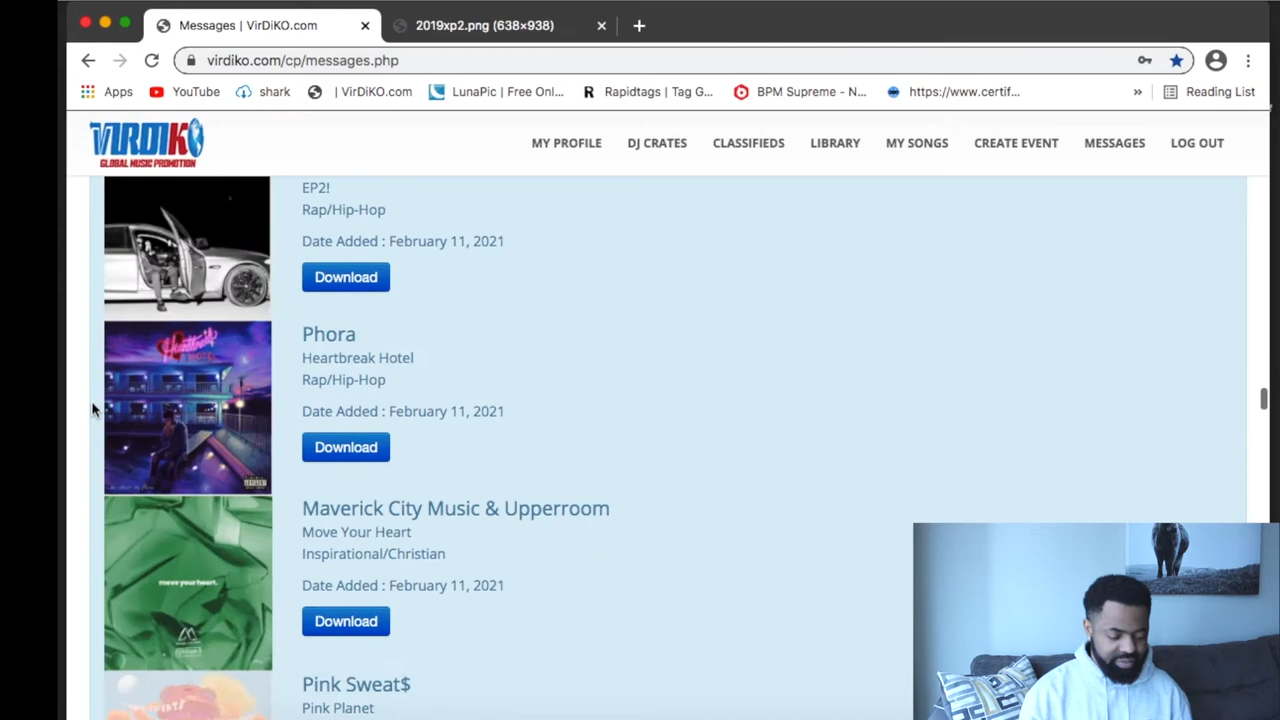 Messages | VirDiKO.com
2019xp2.png (638×938)
virdiko.com/cp/messages.php
Apps
YouTube
shark
| VirDiKO.com
LunaPic | Free Onl...
Rapidtags | Tag G...
BPM Supreme - N...
https://www.certif...
»
Reading List
VIRDIKO
GLOBAL MUSIC PROMOTION
MY PROFILE
DJ CRATES
CLASSIFIEDS
LIBRARY
MY SONGS
CREATE EVENT
MESSAGES
LOG OUT
EP2!
Rap/Hip-Hop
Date Added : February 11, 2021
Download
Heartbreak
Phora
Heartbreak Hotel
Rap/Hip-Hop
Date Added : February 11, 2021
Download
move your heart.
Maverick City Music & Upperroom
Move Your Heart
Inspirational/Christian
Date Added : February 11, 2021
Download
Pink Sweat$
Pink Planet